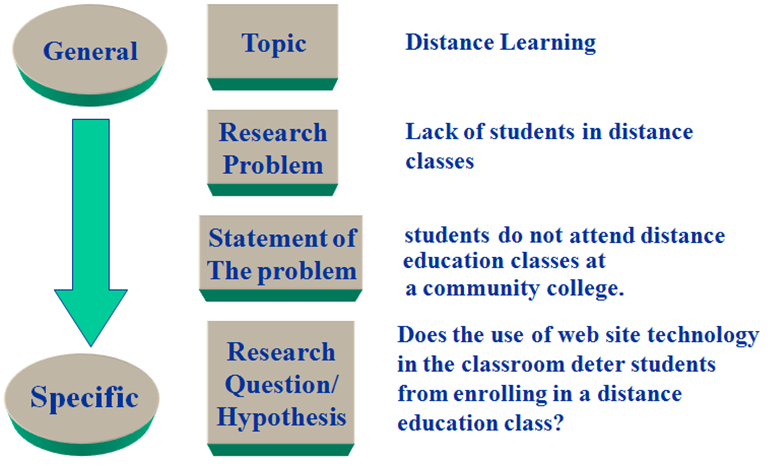 General
Topic
Distance Learning
Research
Problem
Lack of students in distance
classes
Statement of
The problem
students do not attend distance
education classes at
a community college.
Specific
Research
Question/
Hypothesis
Does the use of web site technology
in the classroom deter students
from enrolling in a distance
education class?